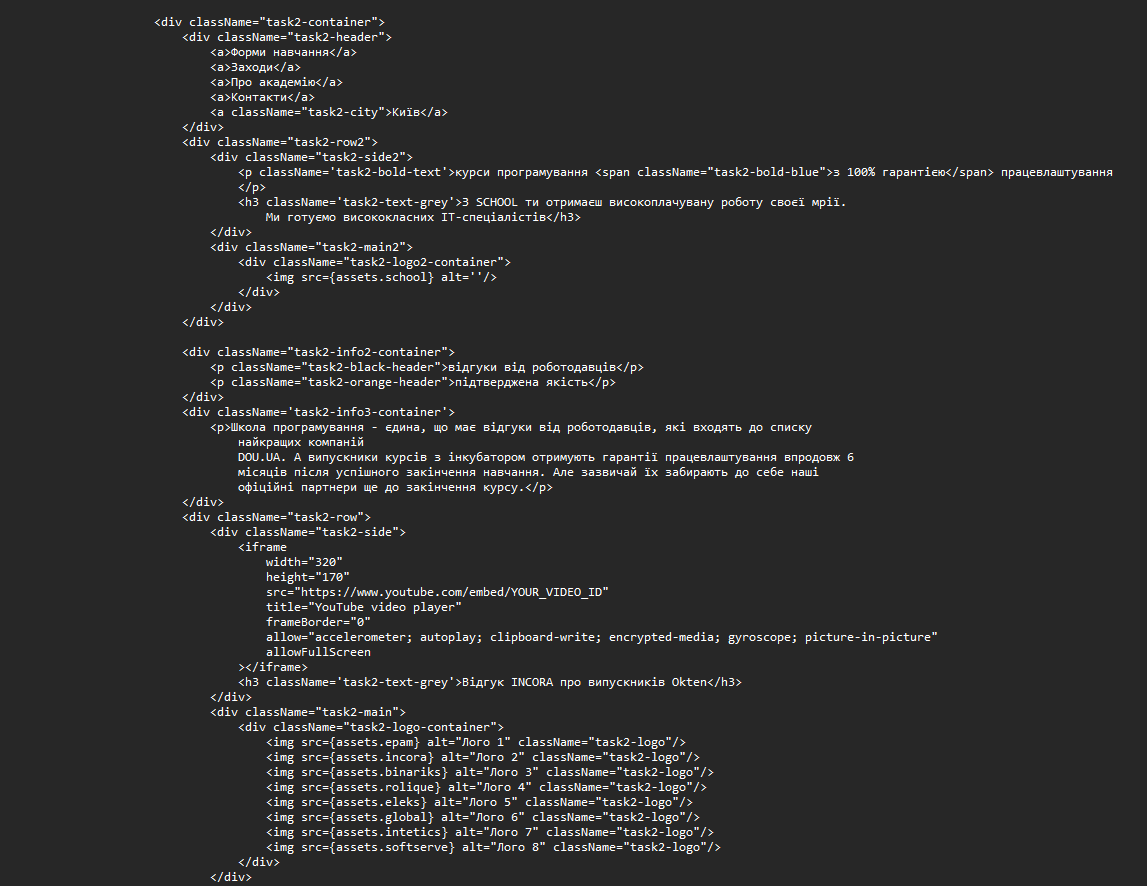 <div className="task2-container">
<div className="task2-header">
<a>Форми навчання</a>
<a>Заходи</a>
<a>Про академію</a>
<a>Контакти</a>
<a className="task2-city">Київ</a>
</div>
<div className="task2-row2">
<div className="task2-side2">
<p className='task2-bold-text'>курси програмування <span className="task2-bold-blue">з 100% гарантією</span> працевлаштування
</p>
<h3 className='task2-text-grey'>З SCHOOL ти отримаєш високоплачувану роботу своєї мрії.
Ми готуємо висококласних ІТ-спеціалістів</h3>
</div>
<div className="task2-main2">
<div className="task2-logo2-container">
<img src={assets.school} alt=''/>
</div>
</div>
</div>
<div className="task2-info2-container">
<p className="task2-black-header">відгуки від роботодавців</p>
<p className="task2-orange-header">підтверджена якість</p>
</div>
<div className='task2-info3-container'>
<p>Школа програмування - єдина, що має відгуки від роботодавців, які входять до списку
найкращих компаній
DOU.UA. А випускники курсів з інкубатором отримують гарантії працевлаштування впродовж 6
місяців після успішного закінчення навчання. Але зазвичай їх забирають до себе наші
офіційні партнери ще до закінчення курсу.</p>
</div>
<div className="task2-row">
<div className="task2-side">
<iframe
width="320"
height="170"
src="https://www.youtube.com/embed/YOUR_VIDEO_ID"
title="YouTube video player"
frameBorder="0"
allow="accelerometer; autoplay; clipboard-write; encrypted-media; gyroscope; picture-in-picture"
allowFullScreen
></iframe>
<h3 className='task2-text-grey'>Відгук INCORA про випускників Okten</h3>
</div>
<div className="task2-main">
<div className="task2-logo-container">
<img src={assets.epam} alt="Лого 1" className="task2-logo"/>
<img src={assets.incora} alt="Лого 2" className="task2-logo"/>
<img src={assets.binariks} alt="Лого 3" className="task2-logo"/>
<img src={assets.rolique} alt="Лого 4" className="task2-logo"/>
<img src={assets.eleks} alt="Лого 5" className="task2-logo"/>
<img src={assets.global} alt="Лого 6" className="task2-logo"/>
<img src={assets.intetics} alt="Лого 7" className="task2-logo"/>
<img src={assets.softserve} alt="Лого 8" className="task2-logo"/>
</div>
</div>